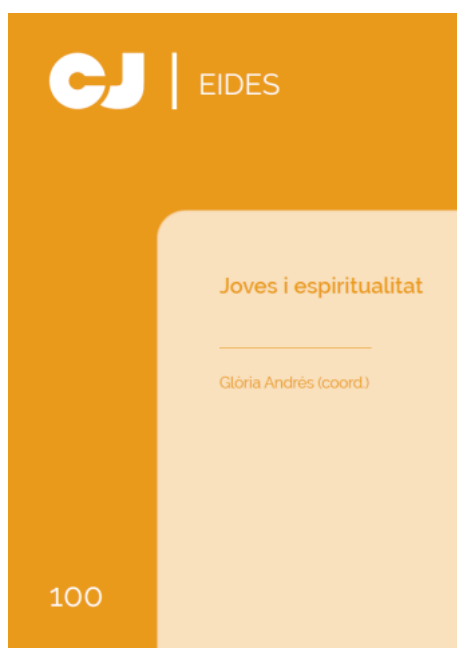 CJ | EIDES
Joves i espiritualitat
Glòria Andrés (coord.)
100